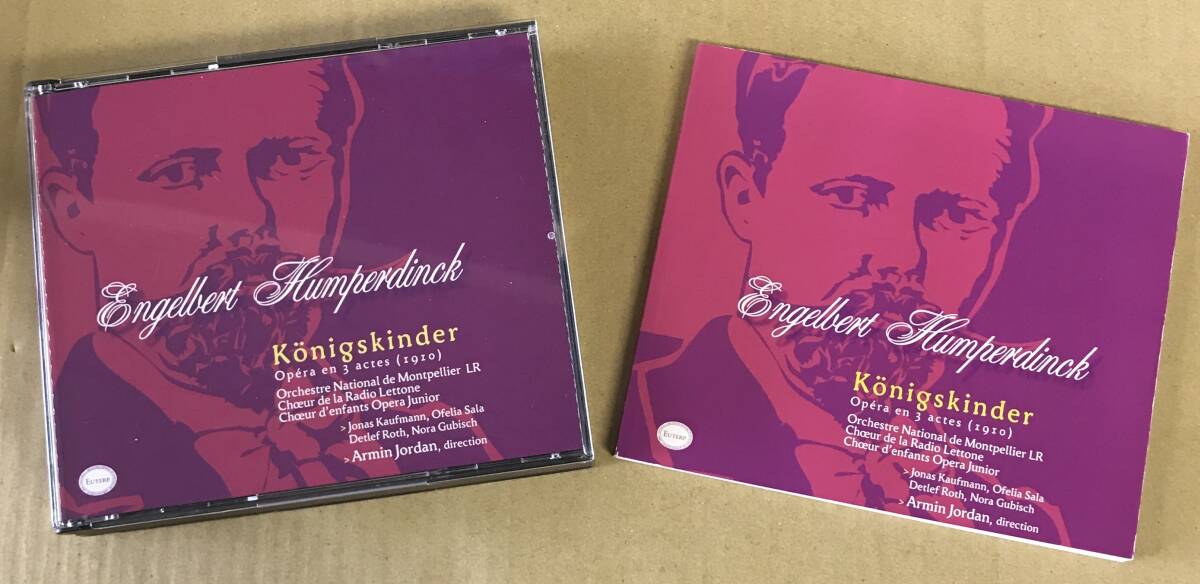 Engelbert Humperdinck
Königskinder
Opéra en 3 actes (1910)
Orchestre National de Montpellier LR
Chœur de la Radio Lettone
Chœur d'enfants Opera Junior
> Jonas Kaufmann, Ofelia Sala
Detlef Roth, Nora Gubisch
> Armin Jordan, direction
EUTERP
Engelbert Humperdinck
Königskinder
Opéra en 3 actes (1910)
Orchestre National de Montpellier LR
Chœur de la Radio Lettone
Chœur d'enfants Opera Junior
> Jonas Kaufmann, Ofelia Sala
Detlef Roth, Nora Gubisch
> Armin Jordan, direction
EUTERP